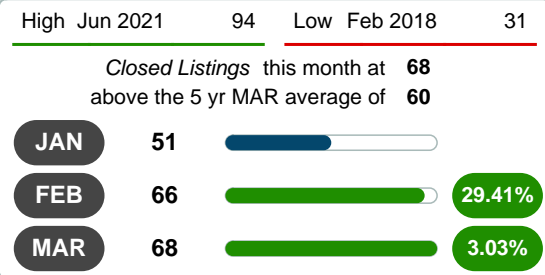 High Jun 2021 94 Low Feb 2018 31
Closed Listings this month at 68
above the 5 yr MAR average of 60
JAN 51
FEB 66 29.41%
MAR 68 3.03%